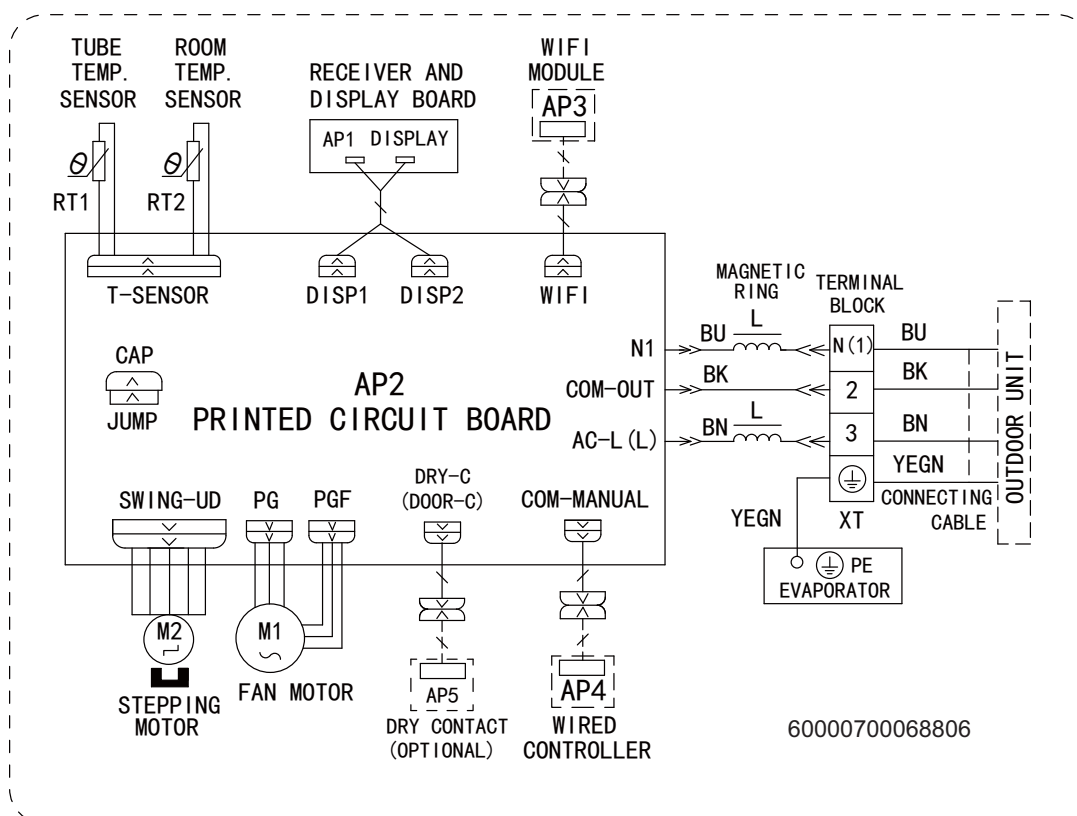 TUBE
TEMP.
SENSOR
ROOM
TEMP.
SENSOR
RECEIVER AND
DISPLAY BOARD
WIFI
MODULE
AP1 DISPLAY
AP3
θ
RT1
θ
RT2
T-SENSOR
DISP1
DISP2
WIFI
MAGNETIC
RING
TERMINAL
BLOCK
N1
BU
L
N(1)
BU
CAP
JUMP
AP2
PRINTED CIRCUIT BOARD
COM-OUT
BK
2
BK
AC-L(L)
BN
L
3
BN
YEGN
OUTDOOR UNIT
CONNECTING
CABLE
XT
YEGN
PE
EVAPORATOR
SWING-UD
PG
PGF
DRY-C
(DOOR-C)
COM-MANUAL
M2
M1
STEPPING
MOTOR
FAN MOTOR
AP5
DRY CONTACT
(OPTIONAL)
AP4
WIRED
CONTROLLER
60000700068806